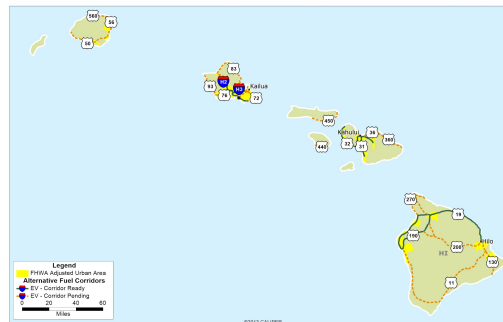 560
56
50
83
H2
H3
Kailua
93
76
72
450
Kahului
36
360
440
32
31
270
19
190
200
Hilo
HI
130
11
Legend
FHWA Adjusted Urban Area
Alternative Fuel Corridors
EV - Corridor Ready
EV - Corridor Pending
0 20 40 60
Miles